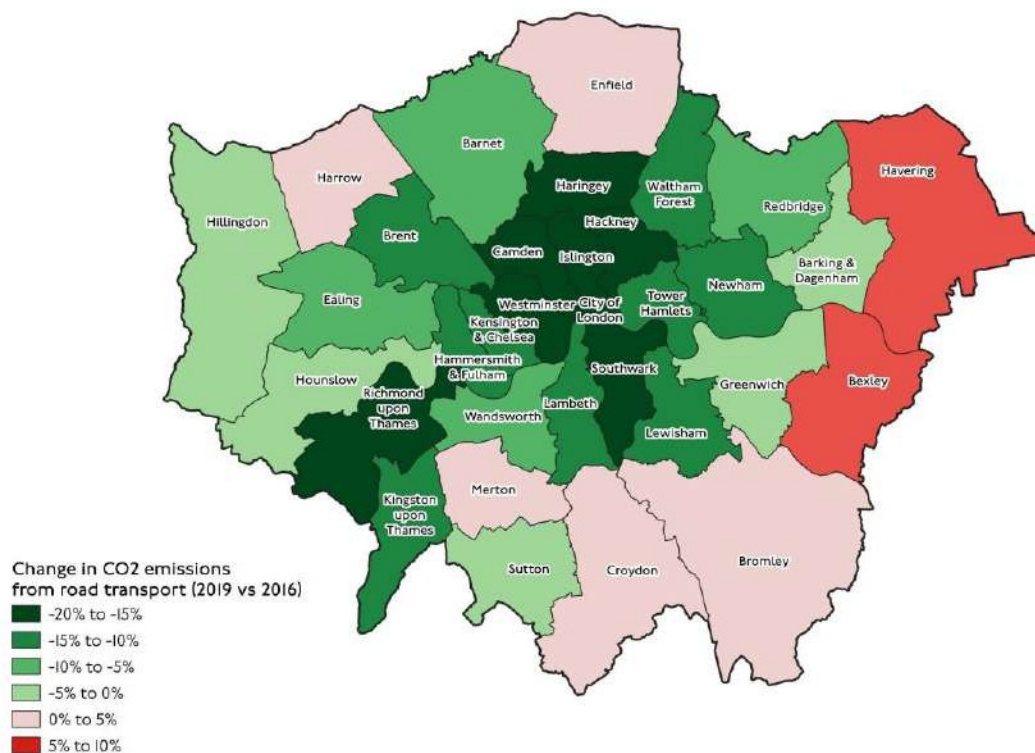 Enfield
Barnet
Harrow
Haringey
Waltham
Forest
Havering
Hillingdon
Redbridge
Hackney
Brent
Camden
Islington
Barking &
Dagenham
Newham
Ealing
Westminster
City of
London
Tower
Hamlets
Kensington
& Chelsea
Hammersmith
& Fulham
Hounslow
Southwark
Greenwich
Bexley
Richmond
upon
Thames
Wandsworth
Lambeth
Lewisham
Merton
Kingston
upon
Thames
Sutton
Croydon
Bromley
Change in CO2 emissions
from road transport (2019 vs 2016)
-20% to -15%
-15% to -10%
-10% to -5%
-5% to 0%
0% to 5%
5% to 10%